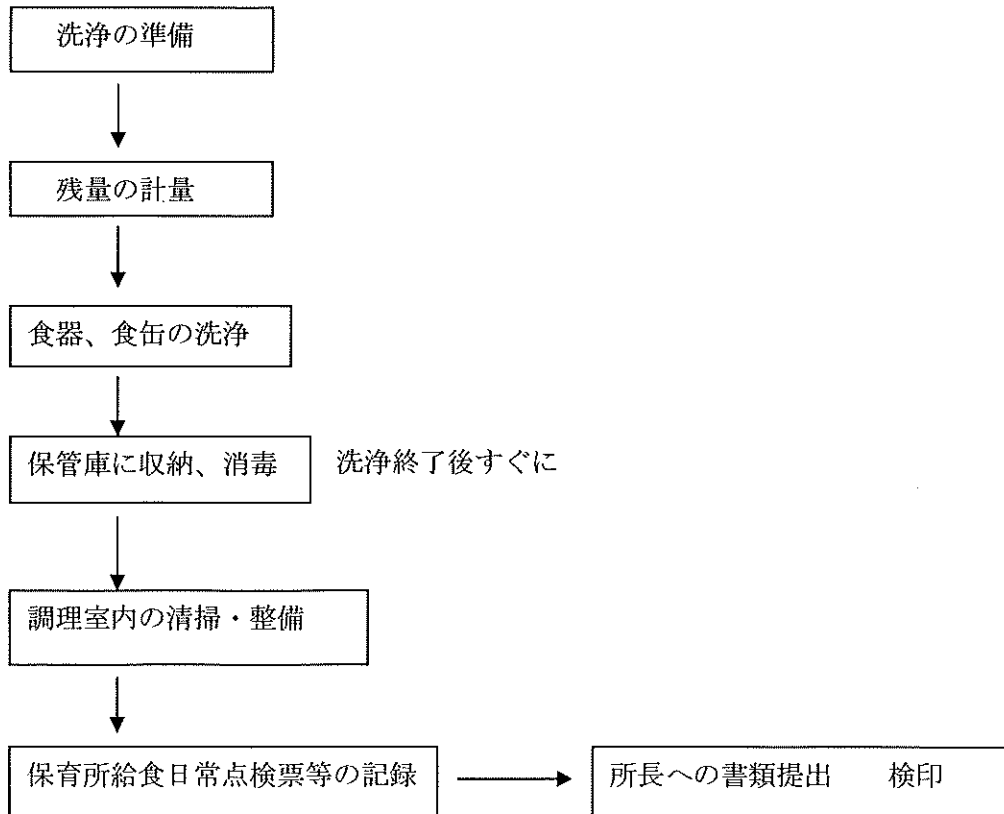 洗浄の準備
残量の計量
食器、食缶の洗浄
保管庫に収納、消毒　洗浄終了後すぐに
調理室内の清掃・整備
保育所給食日常点検票等の記録
所長への書類提出　　検印